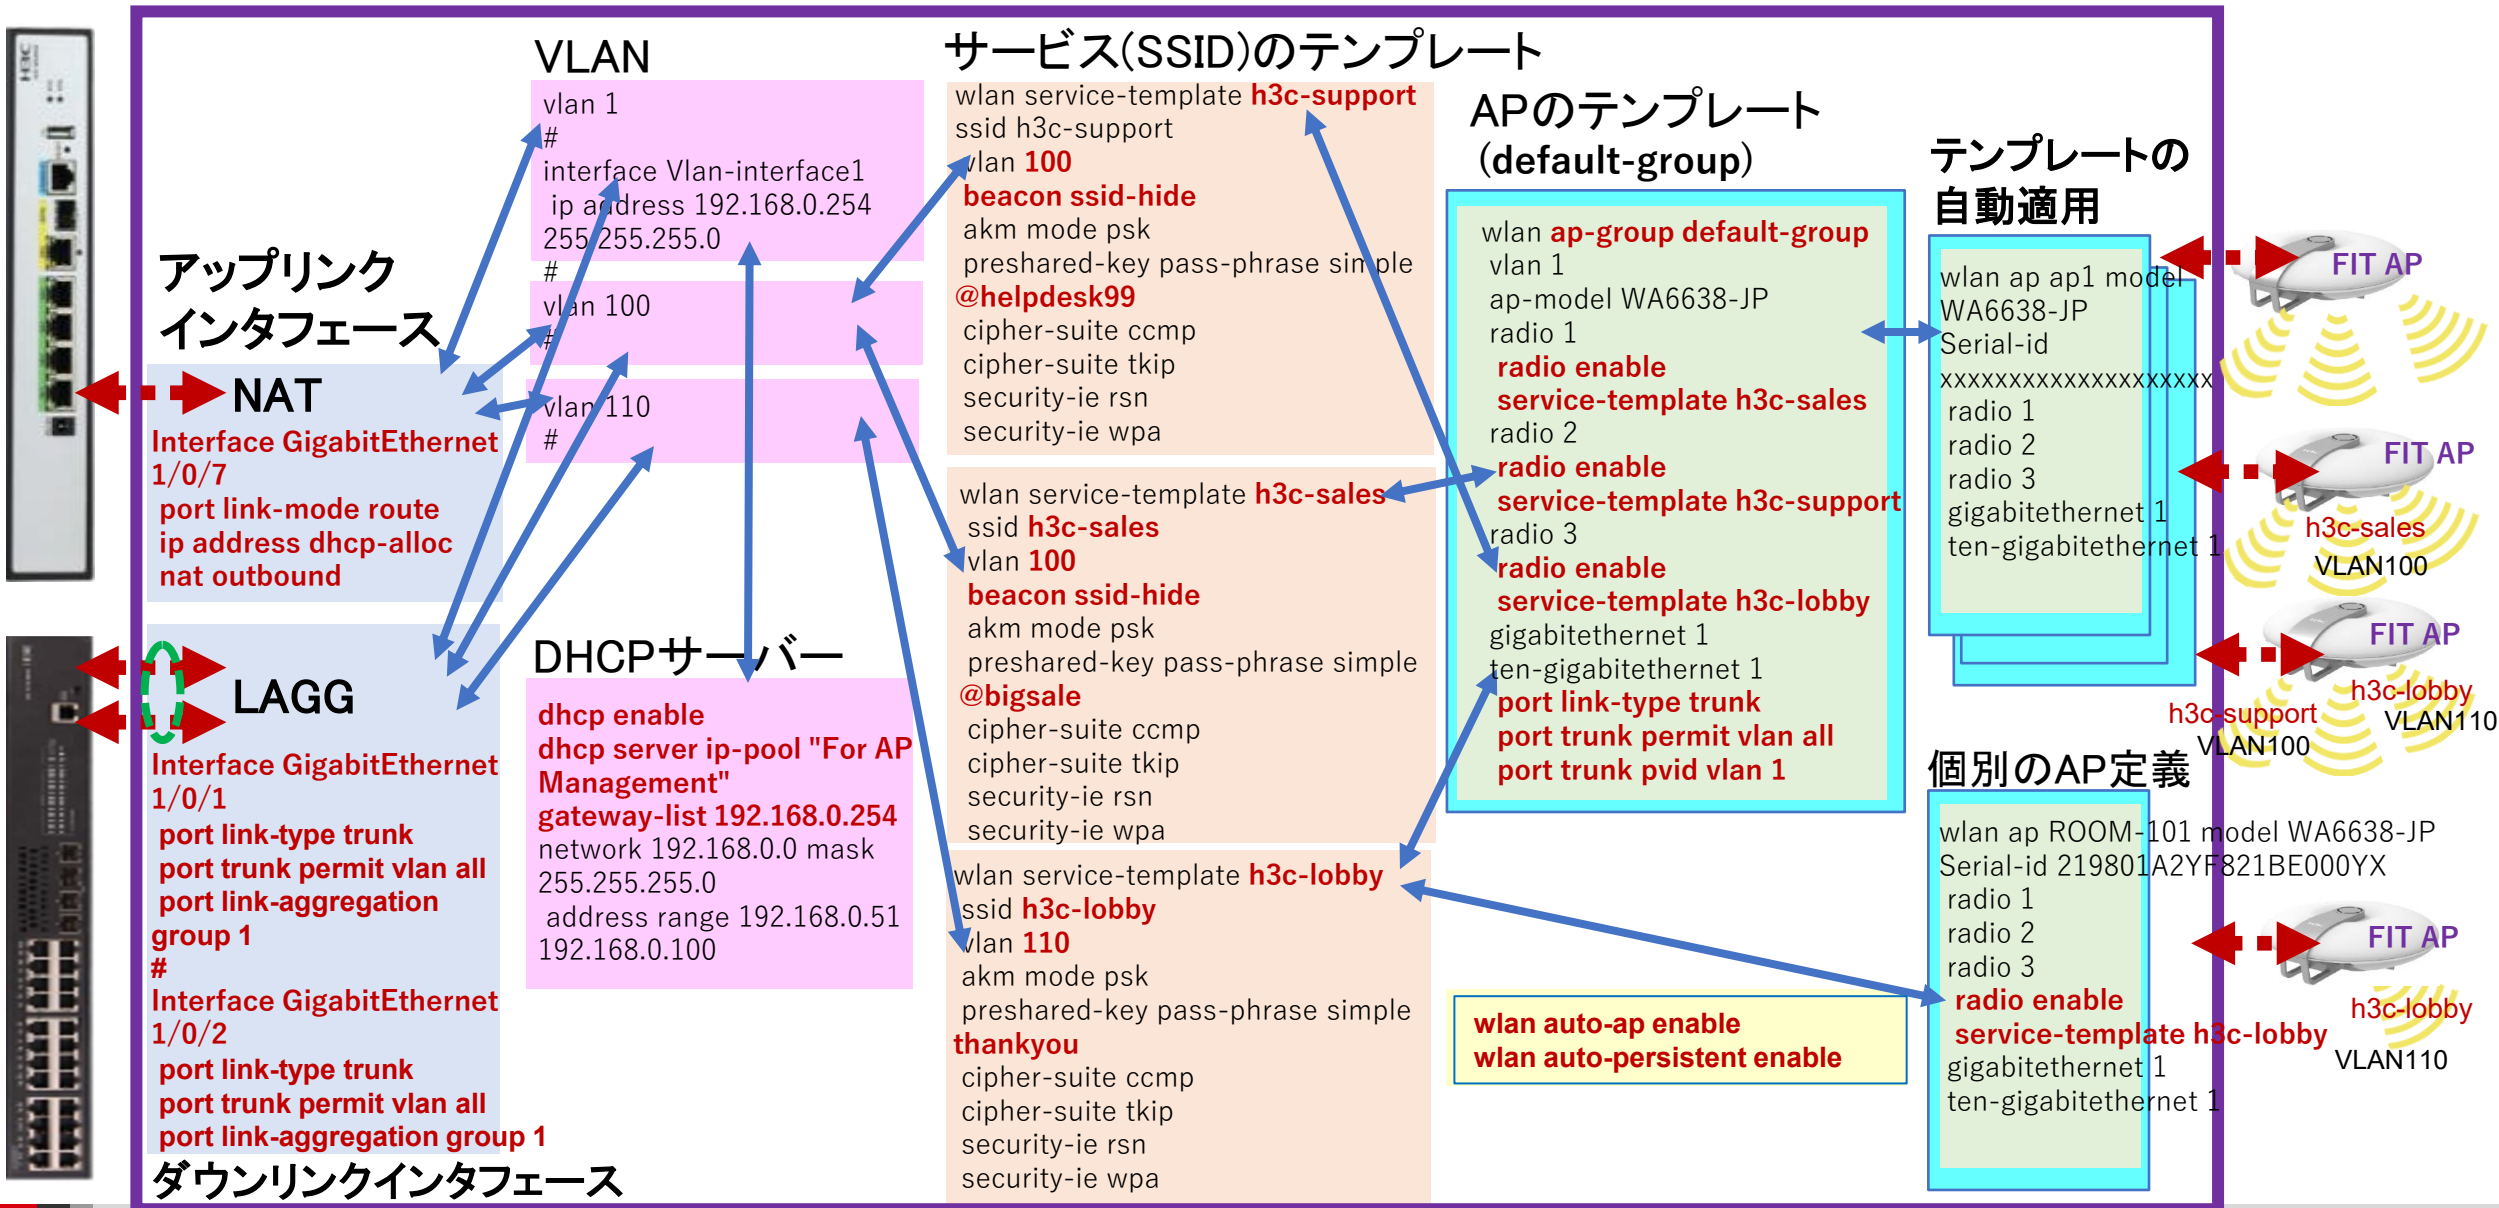 H3C
アップリンク
インタフェース
NAT
Interface GigabitEthernet
1/0/7
port link-mode route
ip address dhcp-alloc
nat outbound
LAGG
Interface GigabitEthernet
1/0/1
port link-type trunk
port trunk permit vlan all
port link-aggregation
group 1
#
Interface GigabitEthernet
1/0/2
port link-type trunk
port trunk permit vlan all
port link-aggregation group 1
ダウンリンクインタフェース
VLAN
vlan 1
#
interface Vlan-interface1
ip address 192.168.0.254
255.255.255.0
#
vlan 100
#
vlan 110
#
DHCPサーバー
dhcp enable
dhcp server ip-pool "For AP
Management"
gateway-list 192.168.0.254
network 192.168.0.0 mask
255.255.255.0
address range 192.168.0.51
192.168.0.100
サービス(SSID)のテンプレート
wlan service-template h3c-support
ssid h3c-support
vlan 100
beacon ssid-hide
akm mode psk
preshared-key pass-phrase simple
@helpdesk99
cipher-suite ccmp
cipher-suite tkip
security-ie rsn
security-ie wpa
wlan service-template h3c-sales
ssid h3c-sales
vlan 100
beacon ssid-hide
akm mode psk
preshared-key pass-phrase simple
@bigsale
cipher-suite ccmp
cipher-suite tkip
security-ie rsn
security-ie wpa
wlan service-template h3c-lobby
ssid h3c-lobby
vlan 110
akm mode psk
preshared-key pass-phrase simple
thankyou
cipher-suite ccmp
cipher-suite tkip
security-ie rsn
security-ie wpa
APのテンプレート
(default-group)
wlan ap-group default-group
vlan 1
ap-model WA6638-JP
radio 1
radio enable
service-template h3c-sales
radio 2
radio enable
service-template h3c-support
radio 3
radio enable
service-template h3c-lobby
gigabitethernet 1
ten-gigabitethernet 1
port link-type trunk
port trunk permit vlan all
port trunk pvid vlan 1
wlan auto-ap enable
wlan auto-persistent enable
テンプレートの
自動適用
wlan ap ap1 model
WA6638-JP
Serial-id
xxxxxxxxxxxxxxxxxxxx
radio 1
radio 2
radio 3
gigabitethernet 1
ten-gigabitethernet 1
個別のAP定義
wlan ap ROOM-101 model WA6638-JP
Serial-id 219801A2YF821BE000YX
radio 1
radio 2
radio 3
radio enable
service-template h3c-lobby
gigabitethernet 1
ten-gigabitethernet 1
FIT AP
FIT AP
h3c-sales
VLAN100
FIT AP
h3c-lobby
VLAN110
h3c-support
VLAN100
FIT AP
h3c-lobby
VLAN110